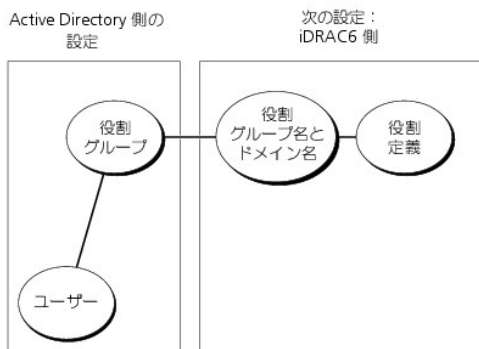 Active Directory 側の
設定
次の設定：
iDRAC6 側
役割
グループ
役割
グループ名と
ドメイン名
役割
定義
ユーザー